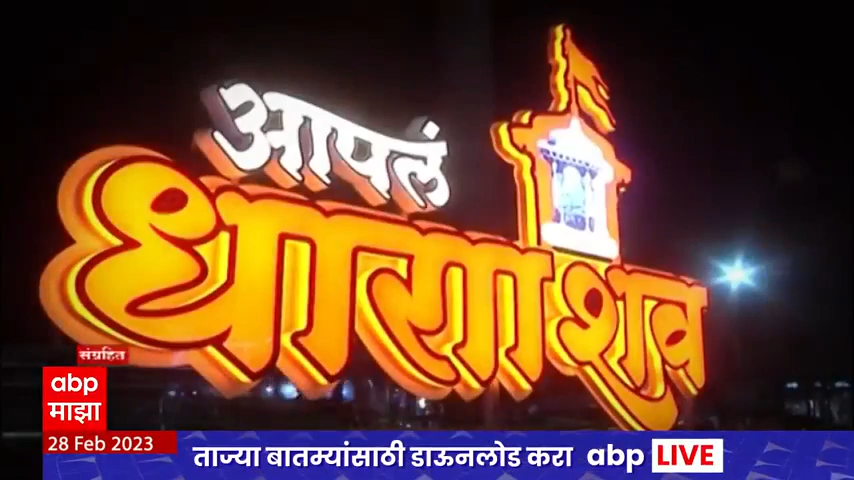 आपलं
धाराशिव
संग्रहित
abp
माझा
28 Feb 2023
ताज्या बातम्यांसाठी डाऊनलोड करा abp LIVE